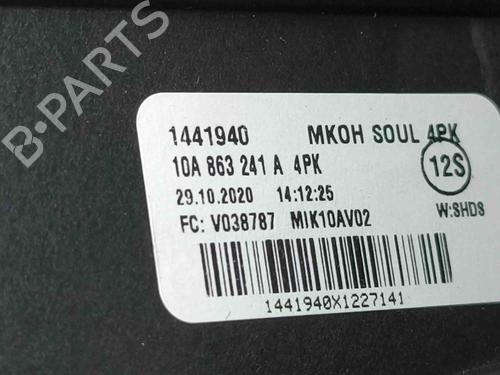 B-PARTS
1441940 MKOH SOUL 4PK
10A 863 241 A 4PK
12S
29.10.2020 14:12:25
W:SHDS
FC: V038787 MIK10AV02
1441940X1227141